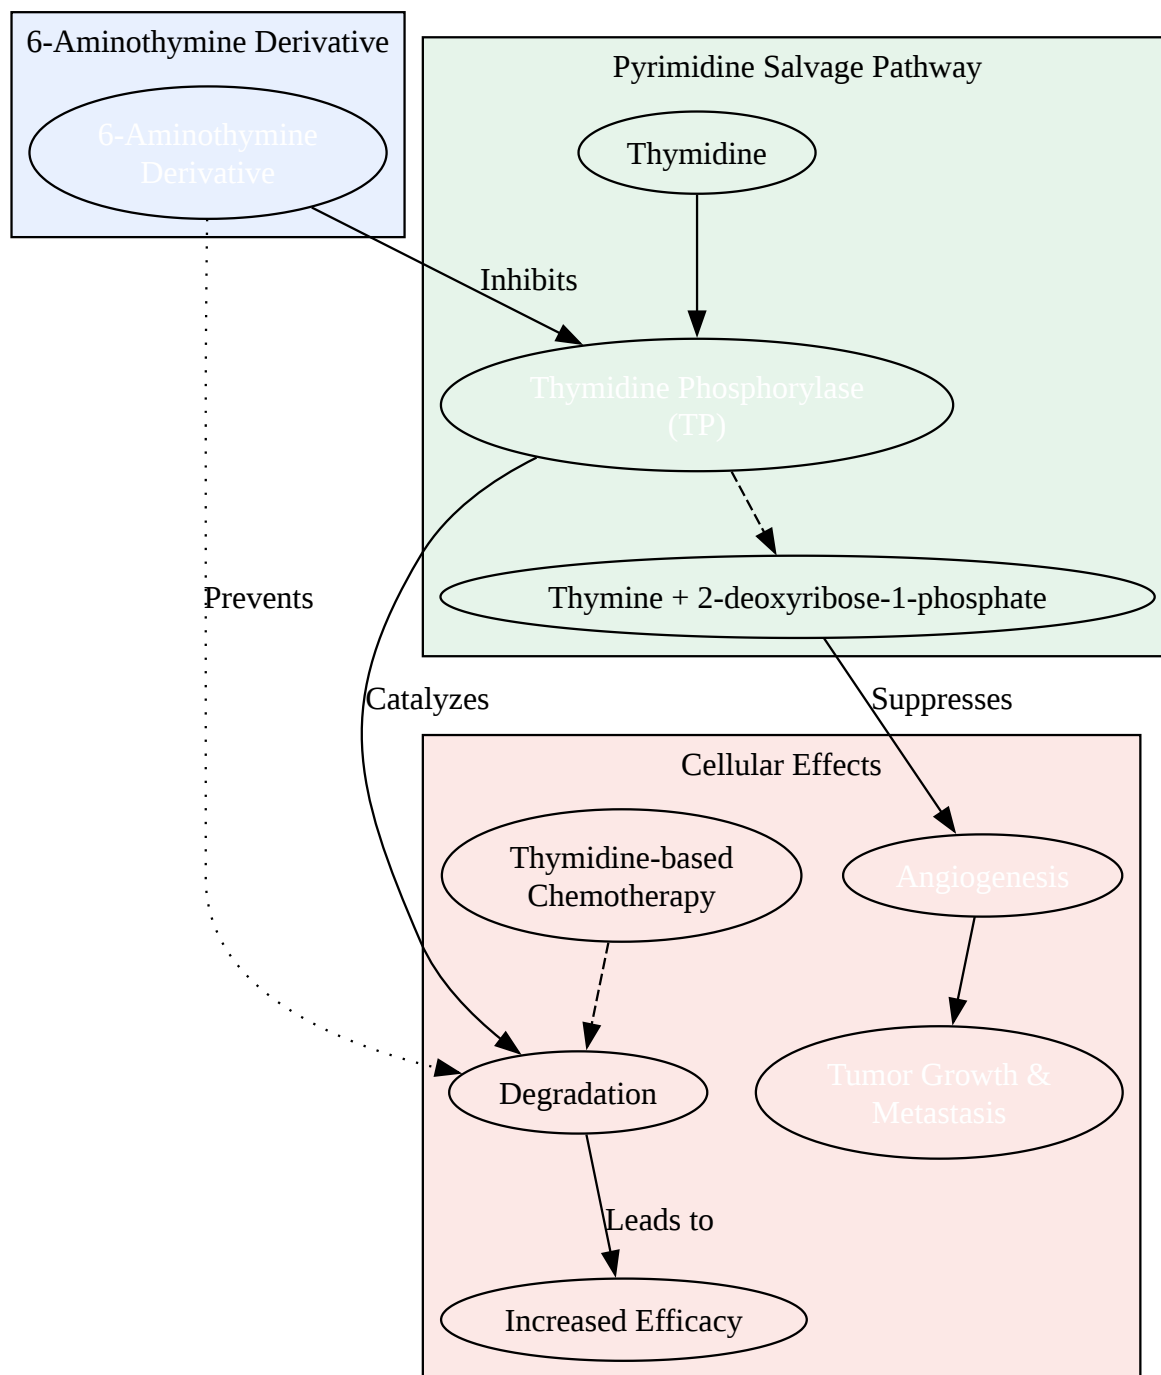 6-Aminothymine Derivative
6-Aminothymine
Derivative
Pyrimidine Salvage Pathway
Thymidine
Inhibits
Thymidine Phosphorylase
(TP)
Thymine + 2-deoxyribose-1-phosphate
Prevents
Catalyzes
Suppresses
Cellular Effects
Thymidine-based
Chemotherapy
Angiogenesis
Degradation
Tumor Growth &
Metastasis
Leads to
Increased Efficacy